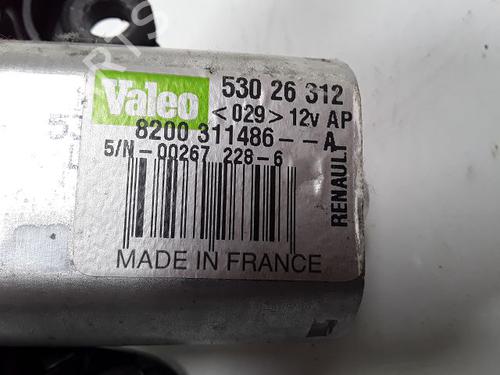 Valeo 530 26 312
<029> 12v AP
8200 311486--A
S/N-00267 228-6
RENAULT
MADE IN FRANCE